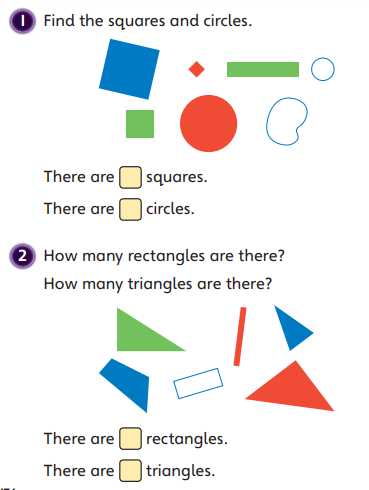 1 Find the squares and circles.
There are squares.
There are circles.
2 How many rectangles are there?
How many triangles are there?
There are rectangles.
There are triangles.